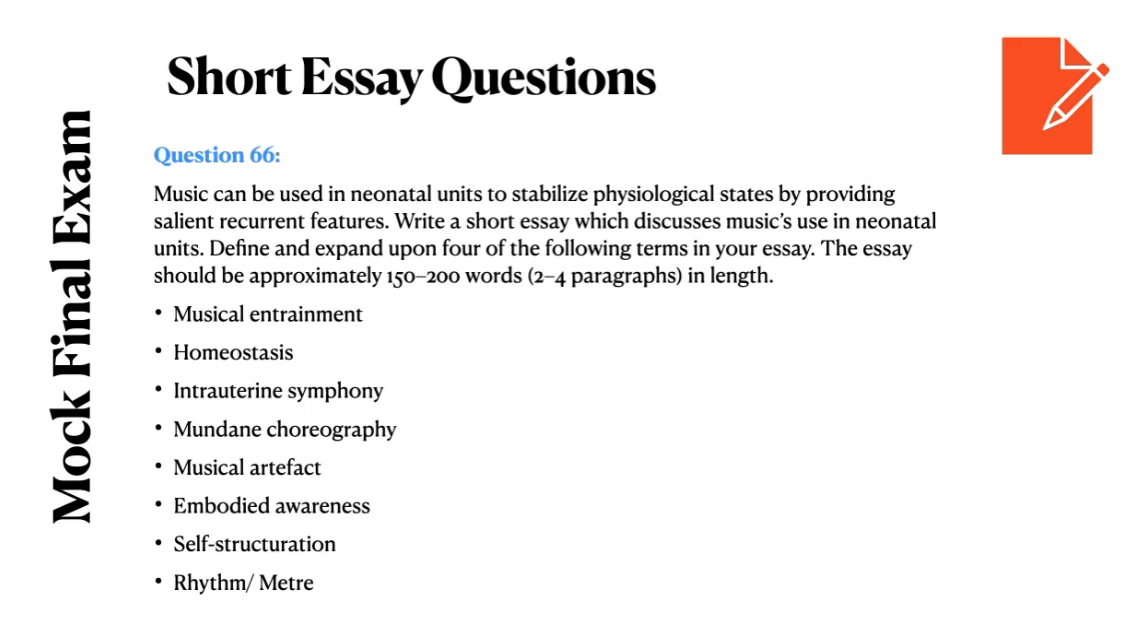 Mock Final Exam
Short Essay Questions
Question 66:
Music can be used in neonatal units to stabilize physiological states by providing
salient recurrent features. Write a short essay which discusses music’s use in neonatal
units. Define and expand upon four of the following terms in your essay. The essay
should be approximately 150–200 words (2–4 paragraphs) in length.
• Musical entrainment
• Homeostasis
• Intrauterine symphony
• Mundane choreography
• Musical artefact
• Embodied awareness
• Self-structuration
• Rhythm/ Metre